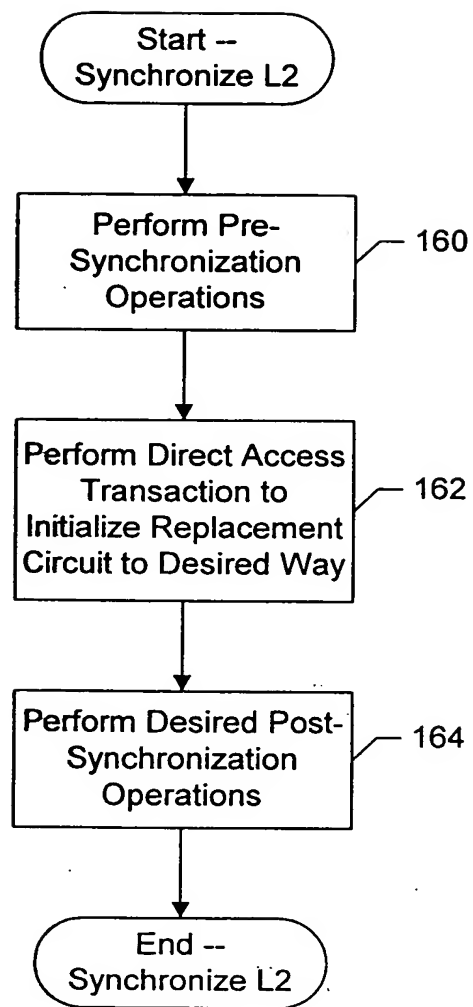 Start --
Synchronize L2
Perform Pre-
Synchronization
Operations
160
Perform Direct Access
Transaction to
Initialize Replacement
Circuit to Desired Way
162
Perform Desired Post-
Synchronization
Operations
164
End --
Synchronize L2